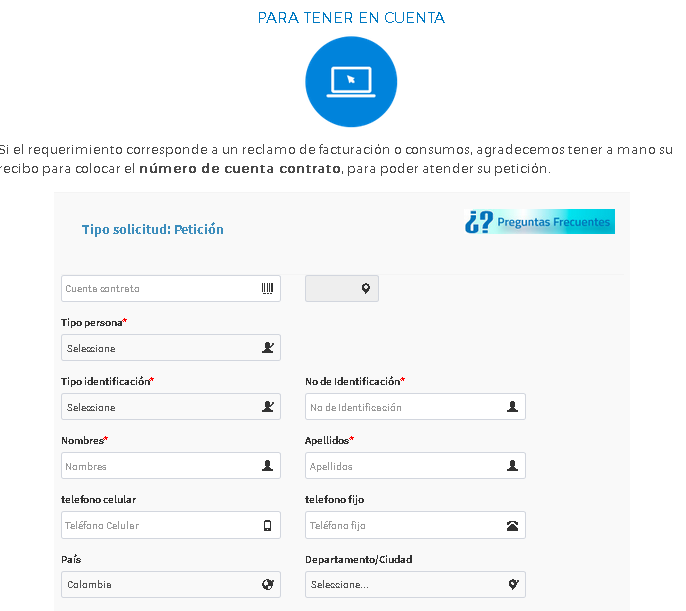 PARA TENER EN CUENTA
Si el requerimiento corresponde a un reclamo de facturación o consumos, agradecemos tener a mano su
recibo para colocar el número de cuenta contrato, para poder atender su petición.
Tipo solicitud: Petición
¿? Preguntas Frecuentes
Cuenta contrato
Tipo persona*
Seleccione
Tipo identificación* No de Identificación*
Seleccione No de Identificación
Nombres* Apellidos*
Nombres Apellidos
telefono celular telefono fijo
Teléfono Celular Teléfono fijo
País Departamento/Ciudad
Colombia Seleccione...